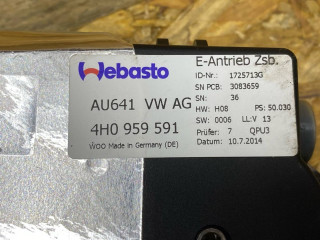 Webasto
AU641 VW AG
4H0 959 591
WOO Made in Germany (DE)
E-Antrieb Zsb.
ID-Nr.: 1725713G
SN PCB: 3083659
SN: 36
HW: H08 PS: 50.030
SW: 0006 LL:V 13
Prüfer: 7 QPU3
Datum: 10.7.2014